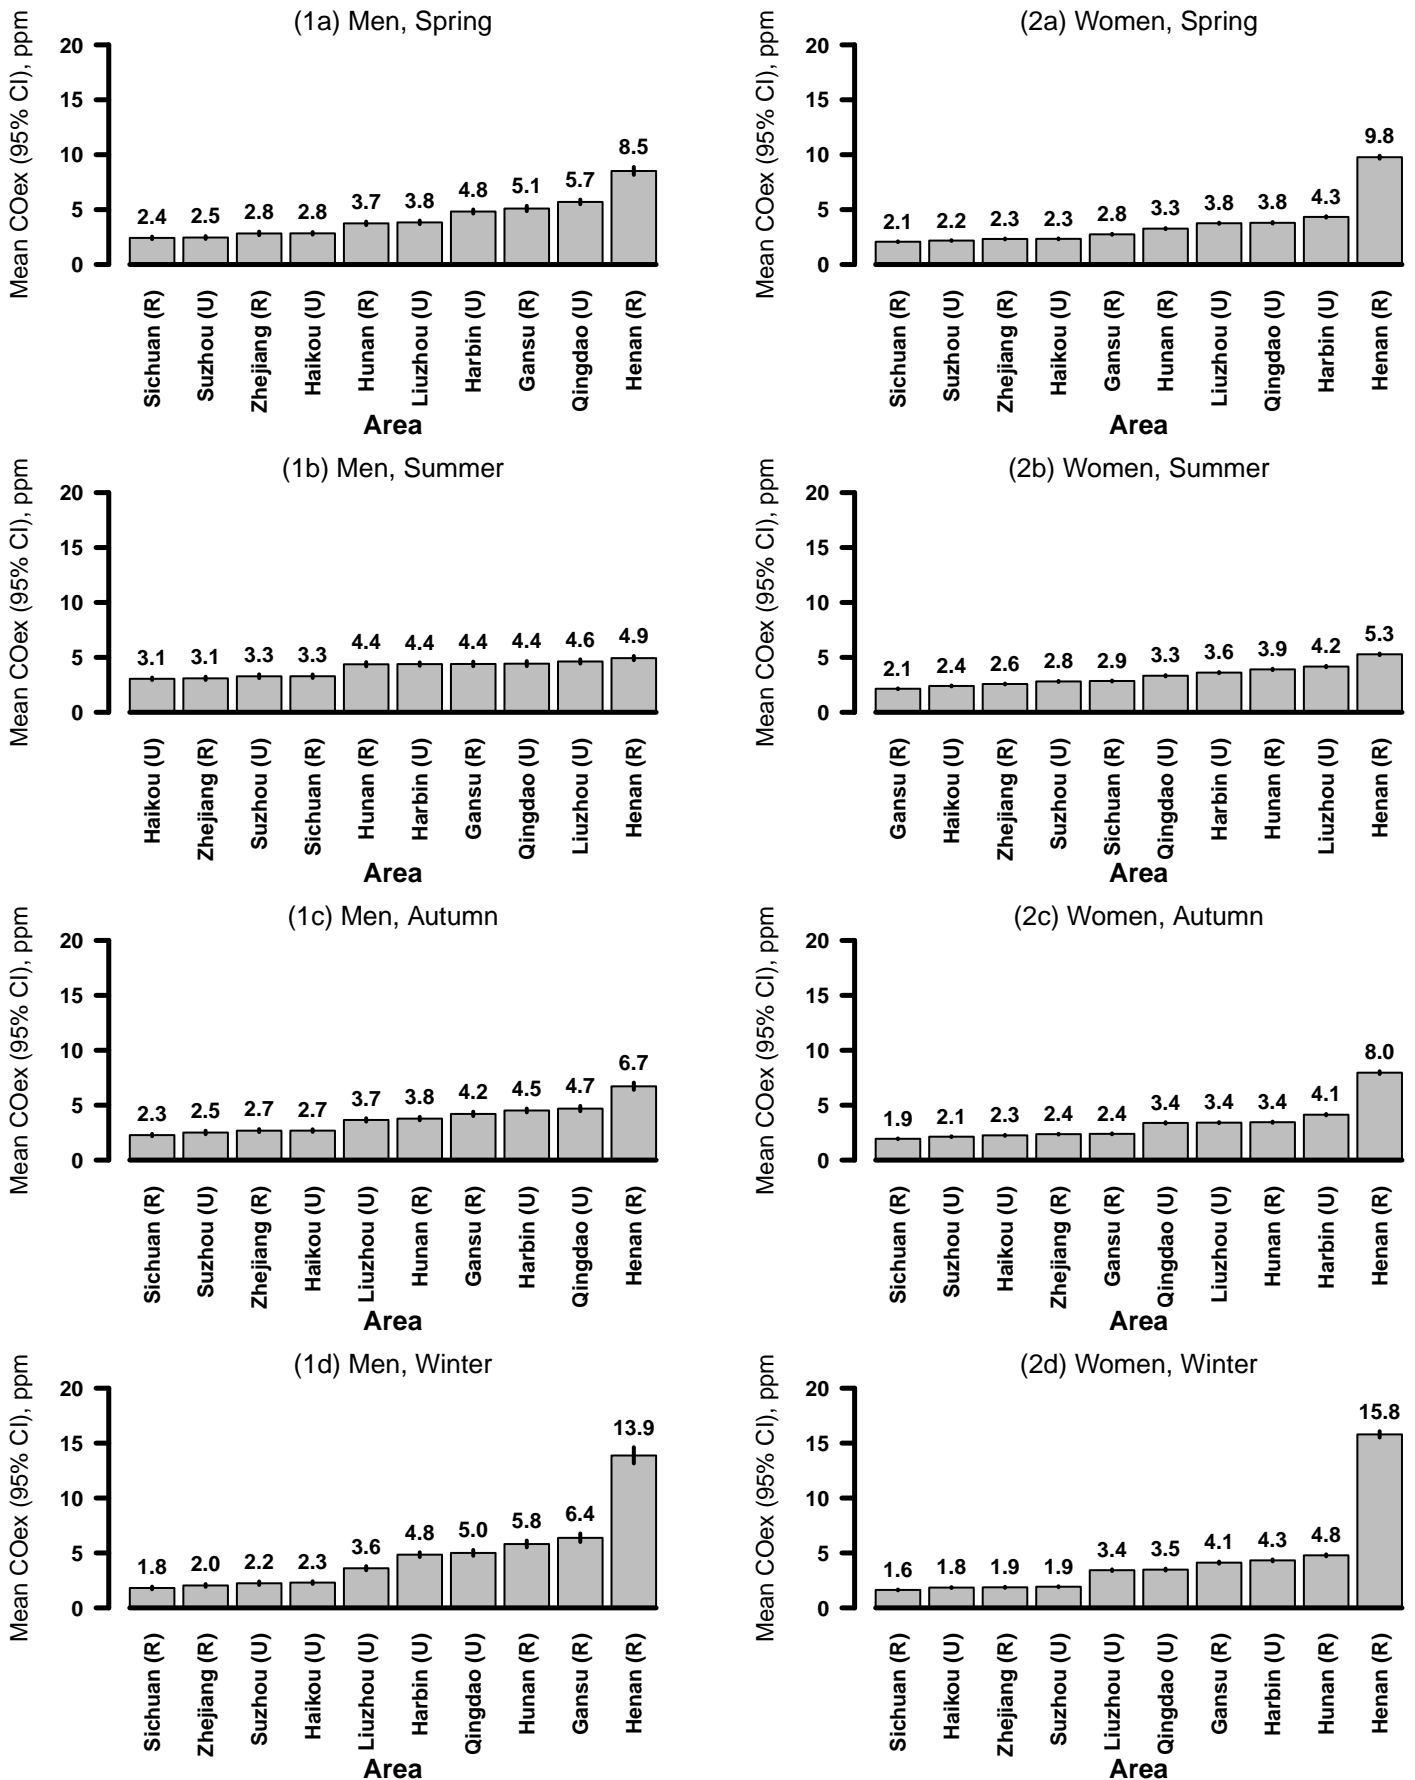 (1a) Men, Spring
Mean COex (95% CI), ppm
20
15
10
5
0
2.4 2.5 2.8 2.8 3.7 3.8 4.8 5.1 5.7 8.5
Sichuan (R) Suzhou (U) Zhejiang (R) Haikou (U) Hunan (R) Liuzhou (U) Harbin (U) Gansu (R) Qingdao (U) Henan (R)
Area
(2a) Women, Spring
Mean COex (95% CI), ppm
20
15
10
5
0
2.1 2.2 2.3 2.3 2.8 3.3 3.8 3.8 4.3 9.8
Sichuan (R) Suzhou (U) Zhejiang (R) Haikou (U) Gansu (R) Hunan (R) Liuzhou (U) Qingdao (U) Harbin (U) Henan (R)
Area
(1b) Men, Summer
Mean COex (95% CI), ppm
20
15
10
5
0
3.1 3.1 3.3 3.3 4.4 4.4 4.4 4.4 4.6 4.9
Haikou (U) Zhejiang (R) Suzhou (U) Sichuan (R) Hunan (R) Harbin (U) Gansu (R) Qingdao (U) Liuzhou (U) Henan (R)
Area
(2b) Women, Summer
Mean COex (95% CI), ppm
20
15
10
5
0
2.1 2.4 2.6 2.8 2.9 3.3 3.6 3.9 4.2 5.3
Gansu (R) Haikou (U) Zhejiang (R) Suzhou (U) Sichuan (R) Qingdao (U) Harbin (U) Hunan (R) Liuzhou (U) Henan (R)
Area
(1c) Men, Autumn
Mean COex (95% CI), ppm
20
15
10
5
0
2.3 2.5 2.7 2.7 3.7 3.8 4.2 4.5 4.7 6.7
Sichuan (R) Suzhou (U) Zhejiang (R) Haikou (U) Liuzhou (U) Hunan (R) Gansu (R) Harbin (U) Qingdao (U) Henan (R)
Area
(2c) Women, Autumn
Mean COex (95% CI), ppm
20
15
10
5
0
1.9 2.1 2.3 2.4 2.4 3.4 3.4 3.4 4.1 8.0
Sichuan (R) Suzhou (U) Haikou (U) Zhejiang (R) Gansu (R) Qingdao (U) Liuzhou (U) Hunan (R) Harbin (U) Henan (R)
Area
(1d) Men, Winter
Mean COex (95% CI), ppm
20
15
10
5
0
1.8 2.0 2.2 2.3 3.6 4.8 5.0 5.8 6.4 13.9
Sichuan (R) Zhejiang (R) Suzhou (U) Haikou (U) Liuzhou (U) Harbin (U) Qingdao (U) Hunan (R) Gansu (R) Henan (R)
Area
(2d) Women, Winter
Mean COex (95% CI), ppm
20
15
10
5
0
1.6 1.8 1.9 1.9 3.4 3.5 4.1 4.3 4.8 15.8
Sichuan (R) Haikou (U) Zhejiang (R) Suzhou (U) Liuzhou (U) Qingdao (U) Gansu (R) Harbin (U) Hunan (R) Henan (R)
Area